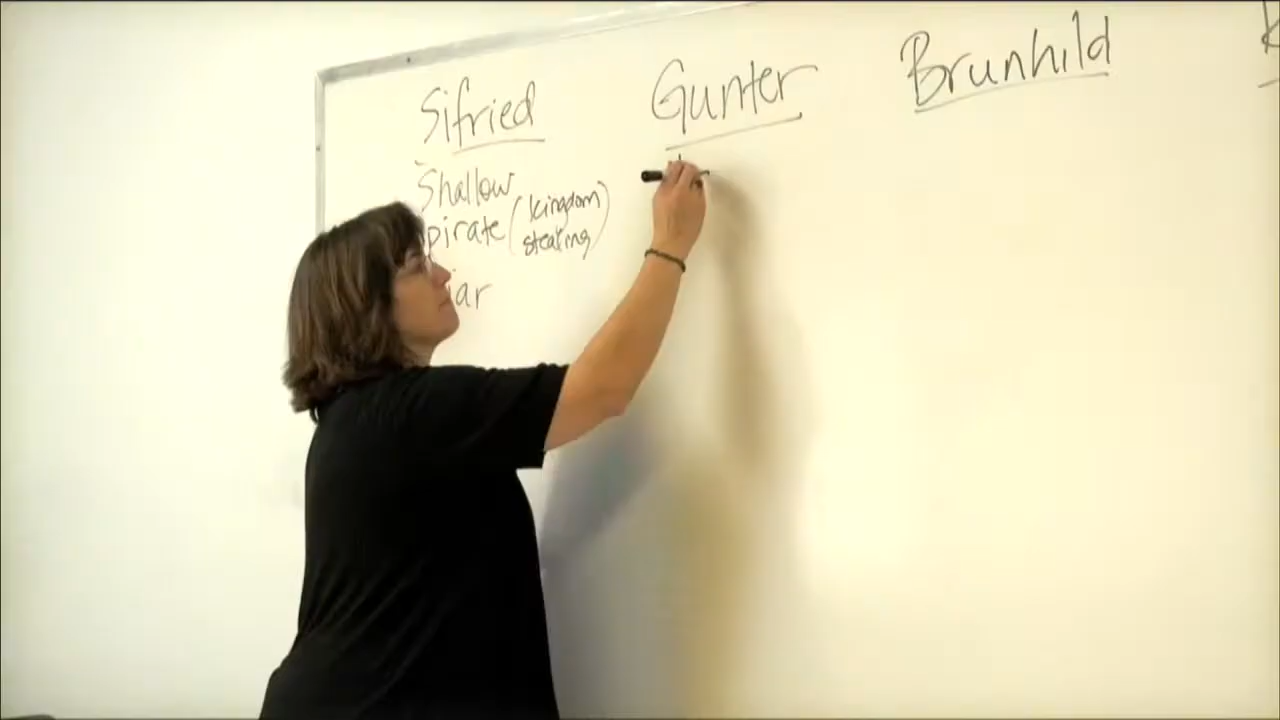 Sifried
Gunter
Brunhild
Shallow
pirate (kingdom
stealing)